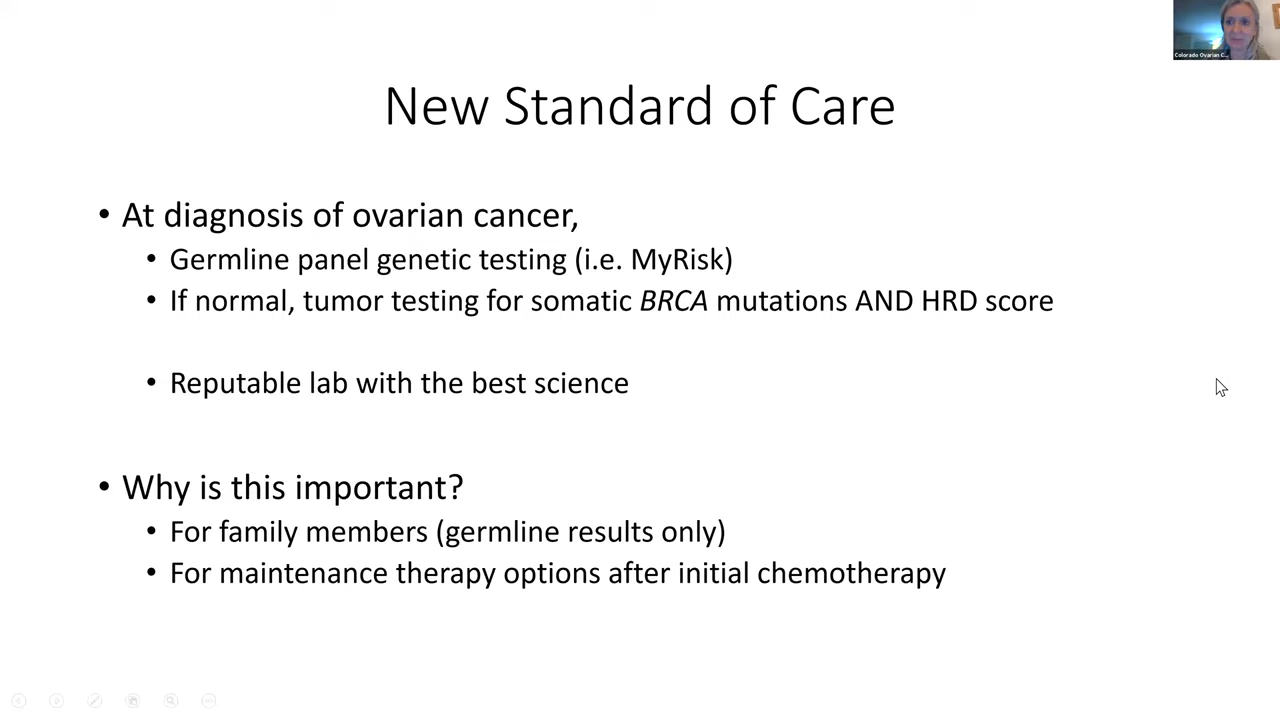 Colorado Ovarian C...
New Standard of Care
• At diagnosis of ovarian cancer,
• Germline panel genetic testing (i.e. MyRisk)
• If normal, tumor testing for somatic BRCA mutations AND HRD score
• Reputable lab with the best science
• Why is this important?
• For family members (germline results only)
• For maintenance therapy options after initial chemotherapy